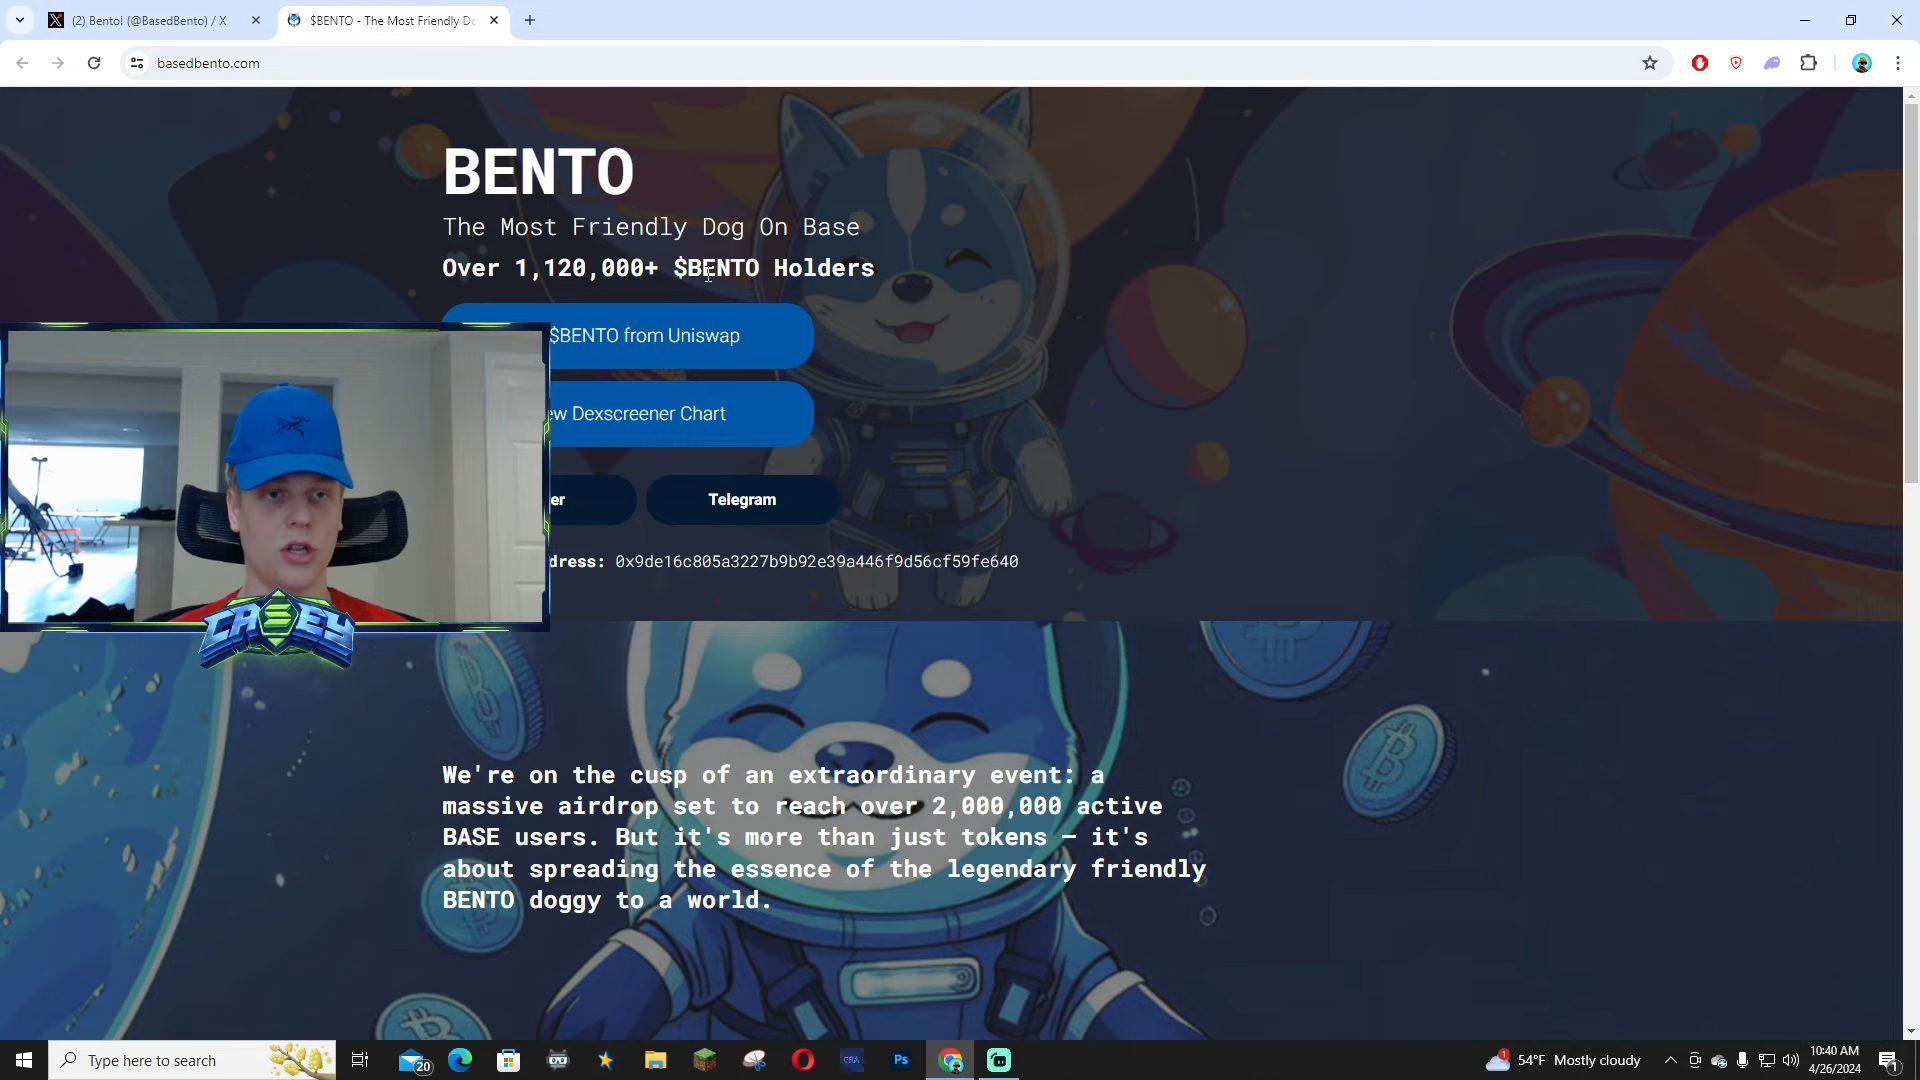 (2) Bento! (@BasedBento) / X
$BENTO - The Most Friendly Do
basedbento.com
BENTO
The Most Friendly Dog On Base
Over 1,120,000+ $BENTO Holders
$BENTO from Uniswap
ew Dexscreener Chart
er
Telegram
dress: 0x9de16c805a3227b9b92e39a446f9d56cf59fe640
CASEY
We're on the cusp of an extraordinary event: a
massive airdrop set to reach over 2,000,000 active
BASE users. But it's more than just tokens — it's
about spreading the essence of the legendary friendly
BENTO doggy to a world.
Type here to search
20
CRA
Ps
1
54°F Mostly cloudy
10:40 AM
4/26/2024
1